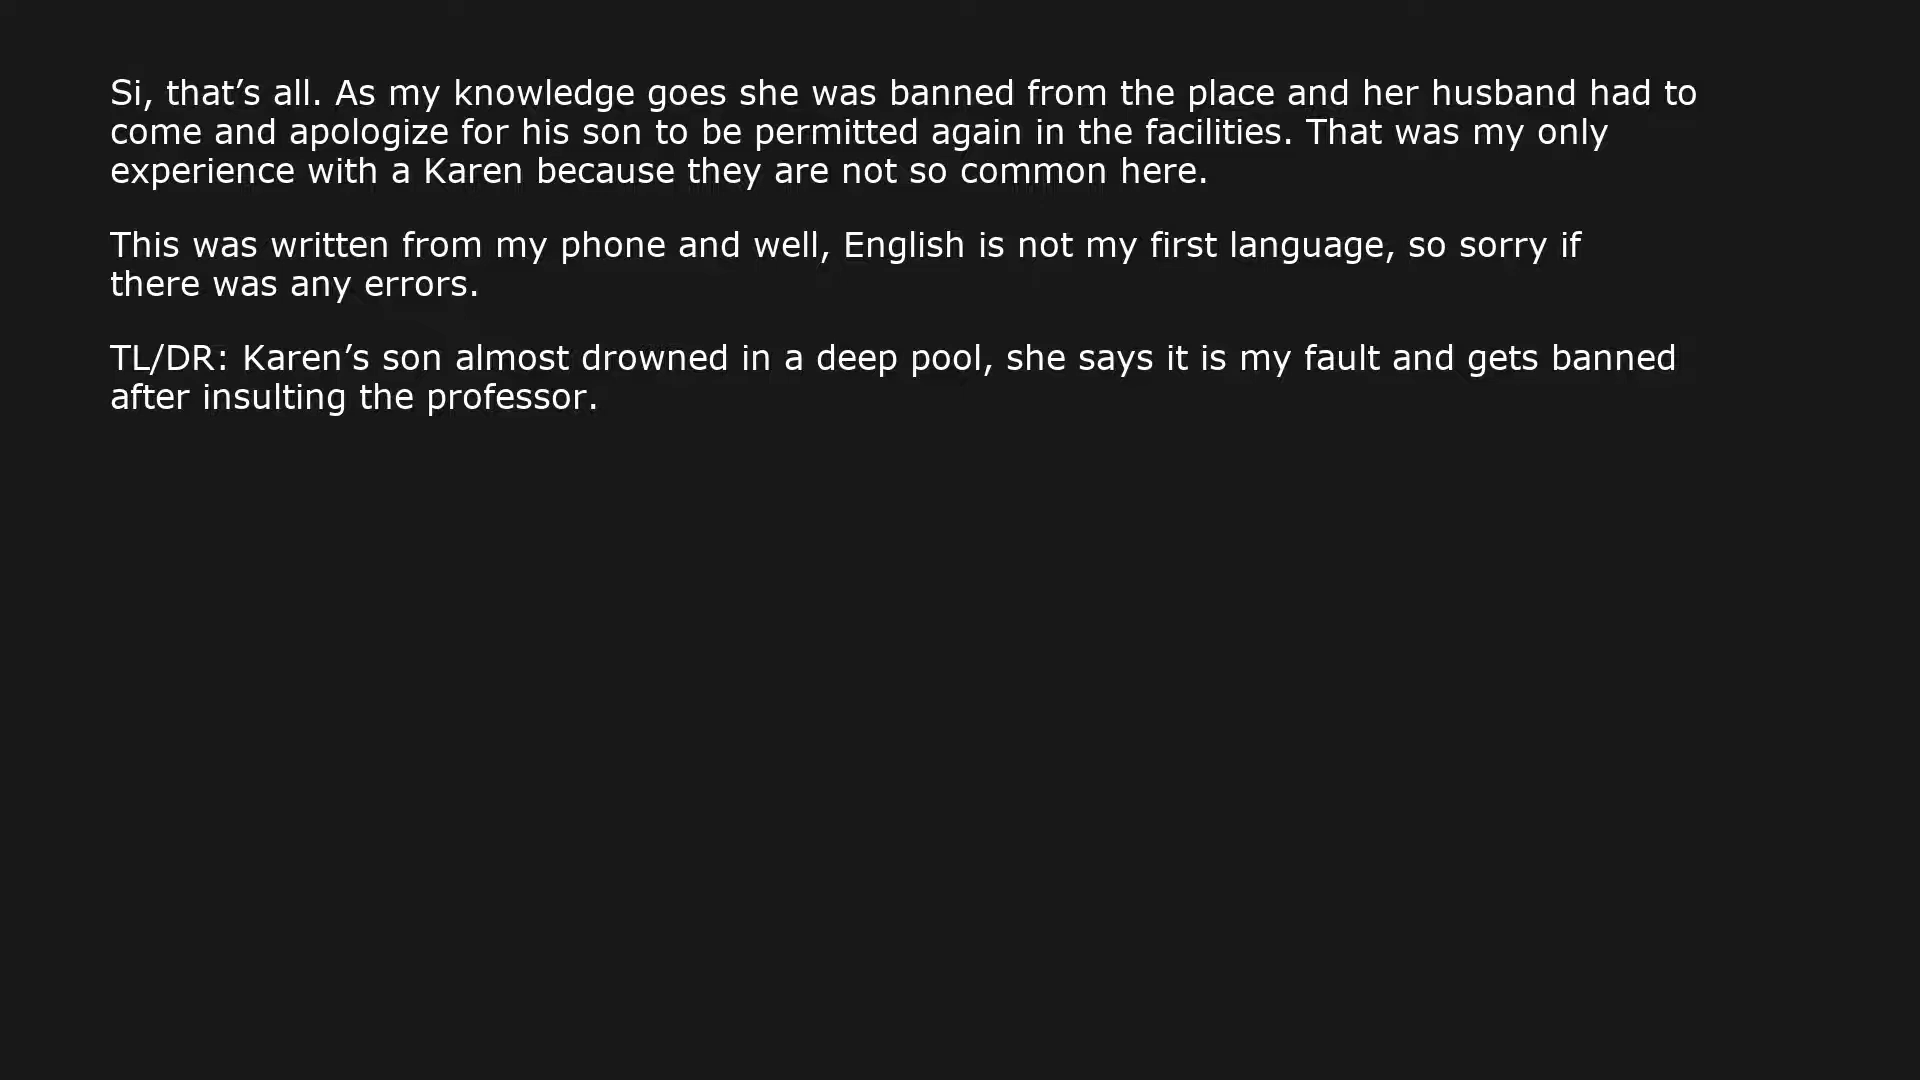 Si, that’s all. As my knowledge goes she was banned from the place and her husband had to
come and apologize for his son to be permitted again in the facilities. That was my only
experience with a Karen because they are not so common here.
This was written from my phone and well, English is not my first language, so sorry if
there was any errors.
TL/DR: Karen’s son almost drowned in a deep pool, she says it is my fault and gets banned
after insulting the professor.